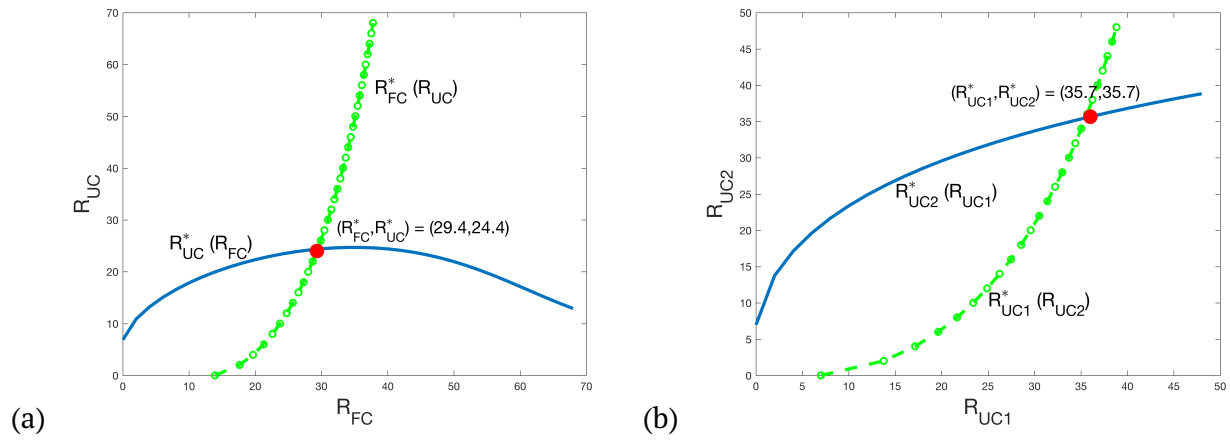 70
60
50
40
30
20
10
0
R_UC
0 10 20 30 40 50 60 70
R_FC
R*_FC (R_UC)
(R*_FC,R*_UC) = (29.4,24.4)
R*_UC (R_FC)
(a)
50
45
40
35
30
25
20
15
10
5
0
R_UC2
0 5 10 15 20 25 30 35 40 45 50
R_UC1
(R*_UC1,R*_UC2) = (35.7,35.7)
R*_UC2 (R_UC1)
R*_UC1 (R_UC2)
(b)